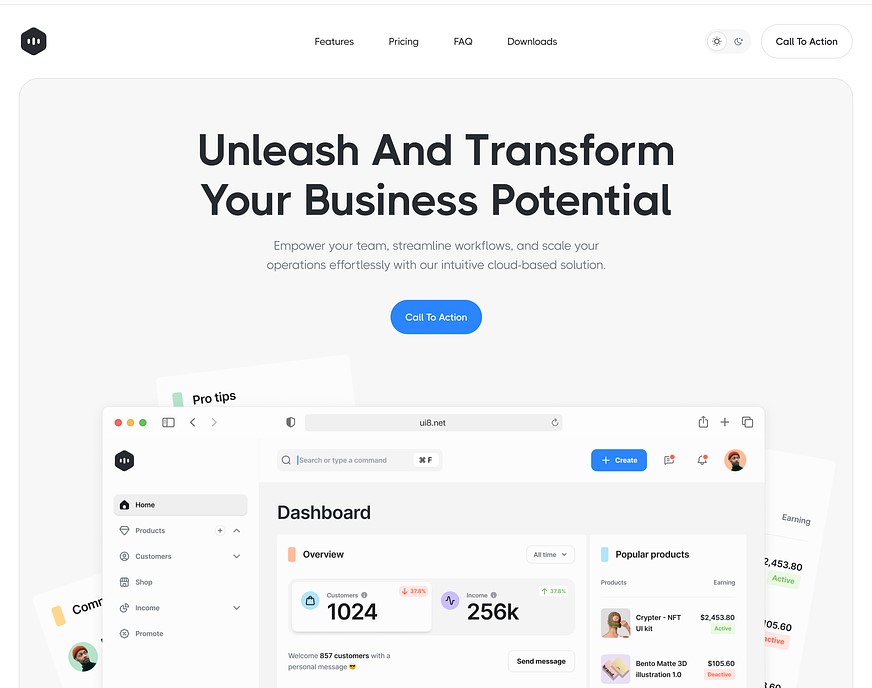 Features
Pricing
FAQ
Downloads
Call To Action
Unleash And Transform
Your Business Potential
Empower your team, streamline workflows, and scale your
operations effortlessly with our intuitive cloud-based solution.
Call To Action
Pro tips
ui8.net
Search or type a command
⌘ F
+ Create
Home
Products
Customers
Shop
Income
Promote
Dashboard
Overview
All time
Customers
37.8%
1024
Income
37.8%
256k
Welcome 857 customers with a
personal message 😎
Send message
Popular products
Products
Earning
Crypter - NFT
UI kit
$2,453.80
Active
Bento Matte 3D
illustration 1.0
$105.60
Deactive
Earning
2,453.80
Active
105.60